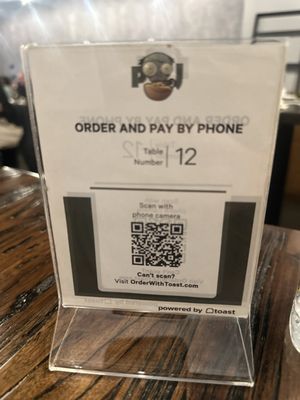 ORDER AND PAY BY PHONE
Table
Number
12
Scan with
phone camera
Can't scan?
Visit OrderWithToast.com
powered by toast